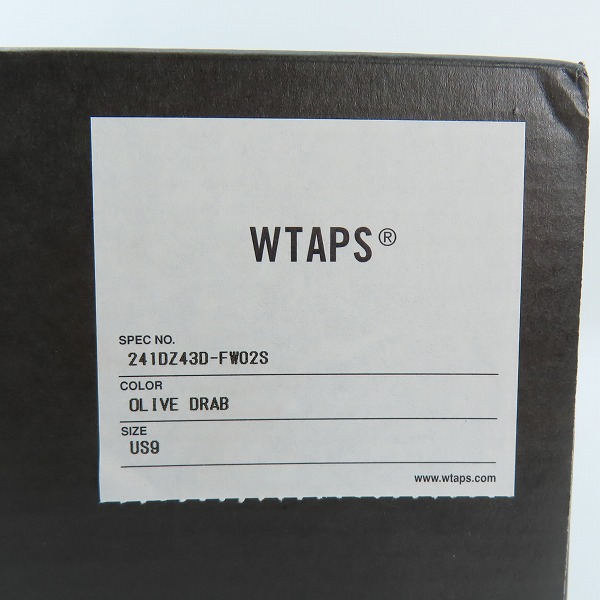 WTAPS®
SPEC NO.
241DZ43D-FW02S
COLOR
OLIVE DRAB
SIZE
US9
www.wtaps.com